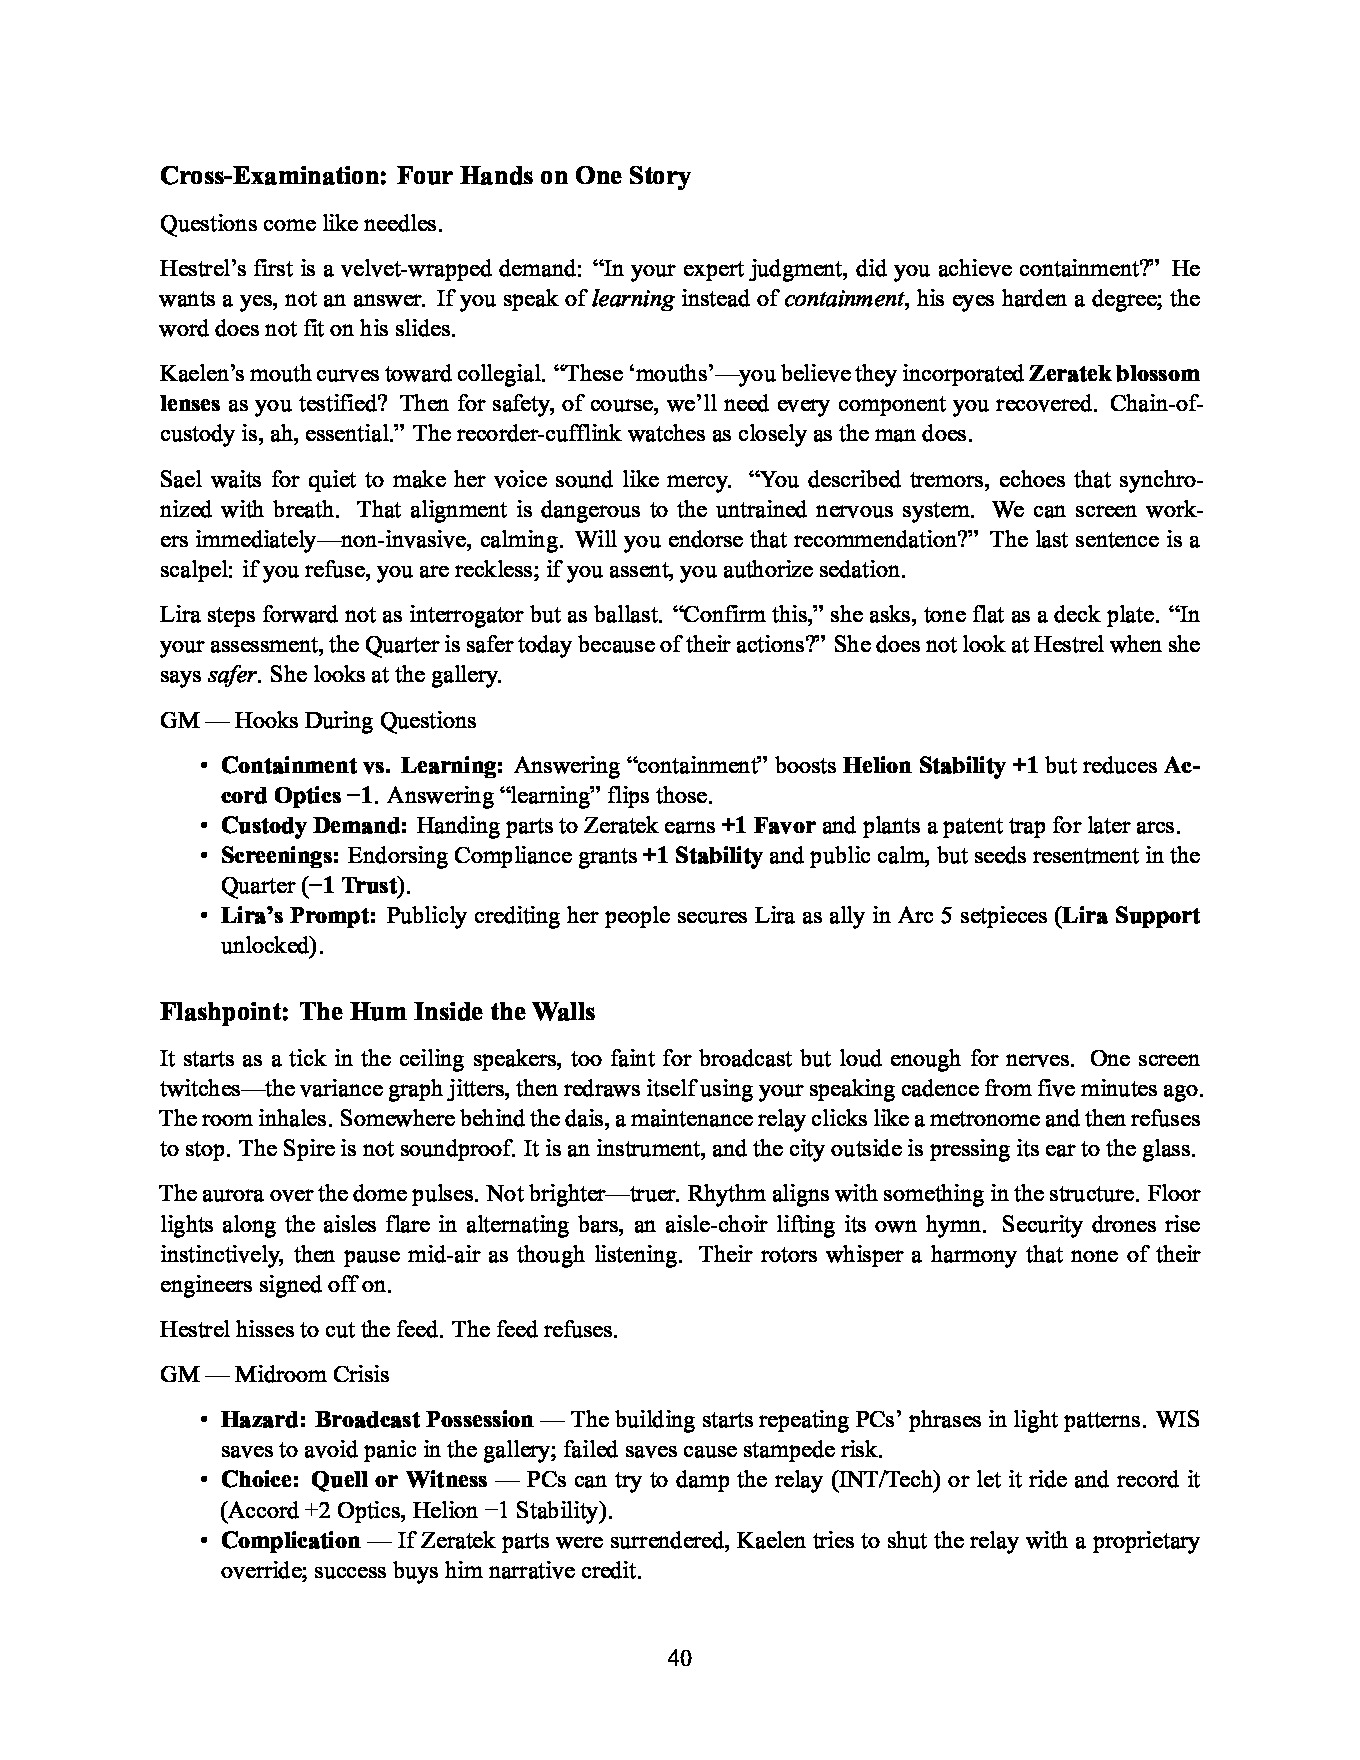 Cross-Examination: Four Hands on One Story
Questions come like needles.
Hestrel’s first is a velvet-wrapped demand: “In your expert judgment, did you achieve containment?” He
wants a yes, not an answer. If you speak of learning instead of containment, his eyes harden a degree; the
word does not fit on his slides.
Kaelen’s mouth curves toward collegial. “These ‘mouths’—you believe they incorporated Zeratek blossom
lenses as you testified? Then for safety, of course, we’ll need every component you recovered. Chain-of-
custody is, ah, essential.” The recorder-cufflink watches as closely as the man does.
Sael waits for quiet to make her voice sound like mercy. “You described tremors, echoes that synchro-
nized with breath. That alignment is dangerous to the untrained nervous system. We can screen work-
ers immediately—non-invasive, calming. Will you endorse that recommendation?” The last sentence is a
scalpel: if you refuse, you are reckless; if you assent, you authorize sedation.
Lira steps forward not as interrogator but as ballast. “Confirm this,” she asks, tone flat as a deck plate. “In
your assessment, the Quarter is safer today because of their actions?” She does not look at Hestrel when she
says safer. She looks at the gallery.
GM — Hooks During Questions
• Containment vs. Learning: Answering “containment” boosts Helion Stability +1 but reduces Ac-
cord Optics −1. Answering “learning” flips those.
• Custody Demand: Handing parts to Zeratek earns +1 Favor and plants a patent trap for later arcs.
• Screenings: Endorsing Compliance grants +1 Stability and public calm, but seeds resentment in the
Quarter (−1 Trust).
• Lira’s Prompt: Publicly crediting her people secures Lira as ally in Arc 5 setpieces (Lira Support
unlocked).
Flashpoint: The Hum Inside the Walls
It starts as a tick in the ceiling speakers, too faint for broadcast but loud enough for nerves. One screen
twitches—the variance graph jitters, then redraws itself using your speaking cadence from five minutes ago.
The room inhales. Somewhere behind the dais, a maintenance relay clicks like a metronome and then refuses
to stop. The Spire is not soundproof. It is an instrument, and the city outside is pressing its ear to the glass.
The aurora over the dome pulses. Not brighter—truer. Rhythm aligns with something in the structure. Floor
lights along the aisles flare in alternating bars, an aisle-choir lifting its own hymn. Security drones rise
instinctively, then pause mid-air as though listening. Their rotors whisper a harmony that none of their
engineers signed off on.
Hestrel hisses to cut the feed. The feed refuses.
GM — Midroom Crisis
• Hazard: Broadcast Possession — The building starts repeating PCs’ phrases in light patterns. WIS
saves to avoid panic in the gallery; failed saves cause stampede risk.
• Choice: Quell or Witness — PCs can try to damp the relay (INT/Tech) or let it ride and record it
(Accord +2 Optics, Helion −1 Stability).
• Complication — If Zeratek parts were surrendered, Kaelen tries to shut the relay with a proprietary
override; success buys him narrative credit.
40